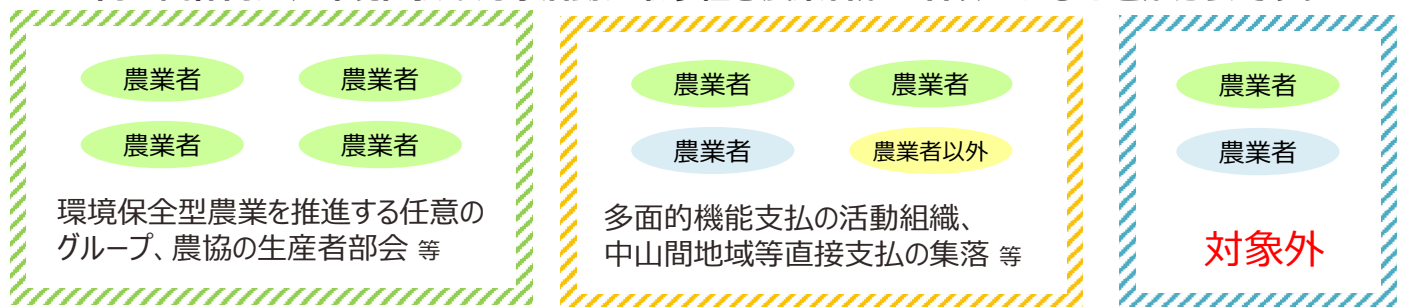 農業者 農業者
農業者 農業者
環境保全型農業を推進する任意の
グループ、農協の生産者部会 等
農業者 農業者
農業者 農業者以外
多面的機能支払の活動組織、
中山間地域等直接支払の集落 等
農業者
農業者
対象外